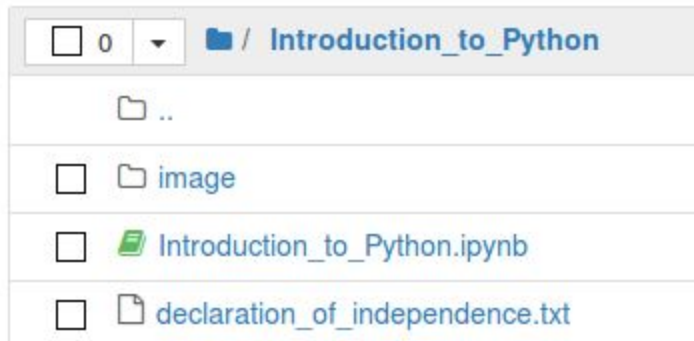 0 / Introduction_to_Python
..
image
Introduction_to_Python.ipynb
declaration_of_independence.txt